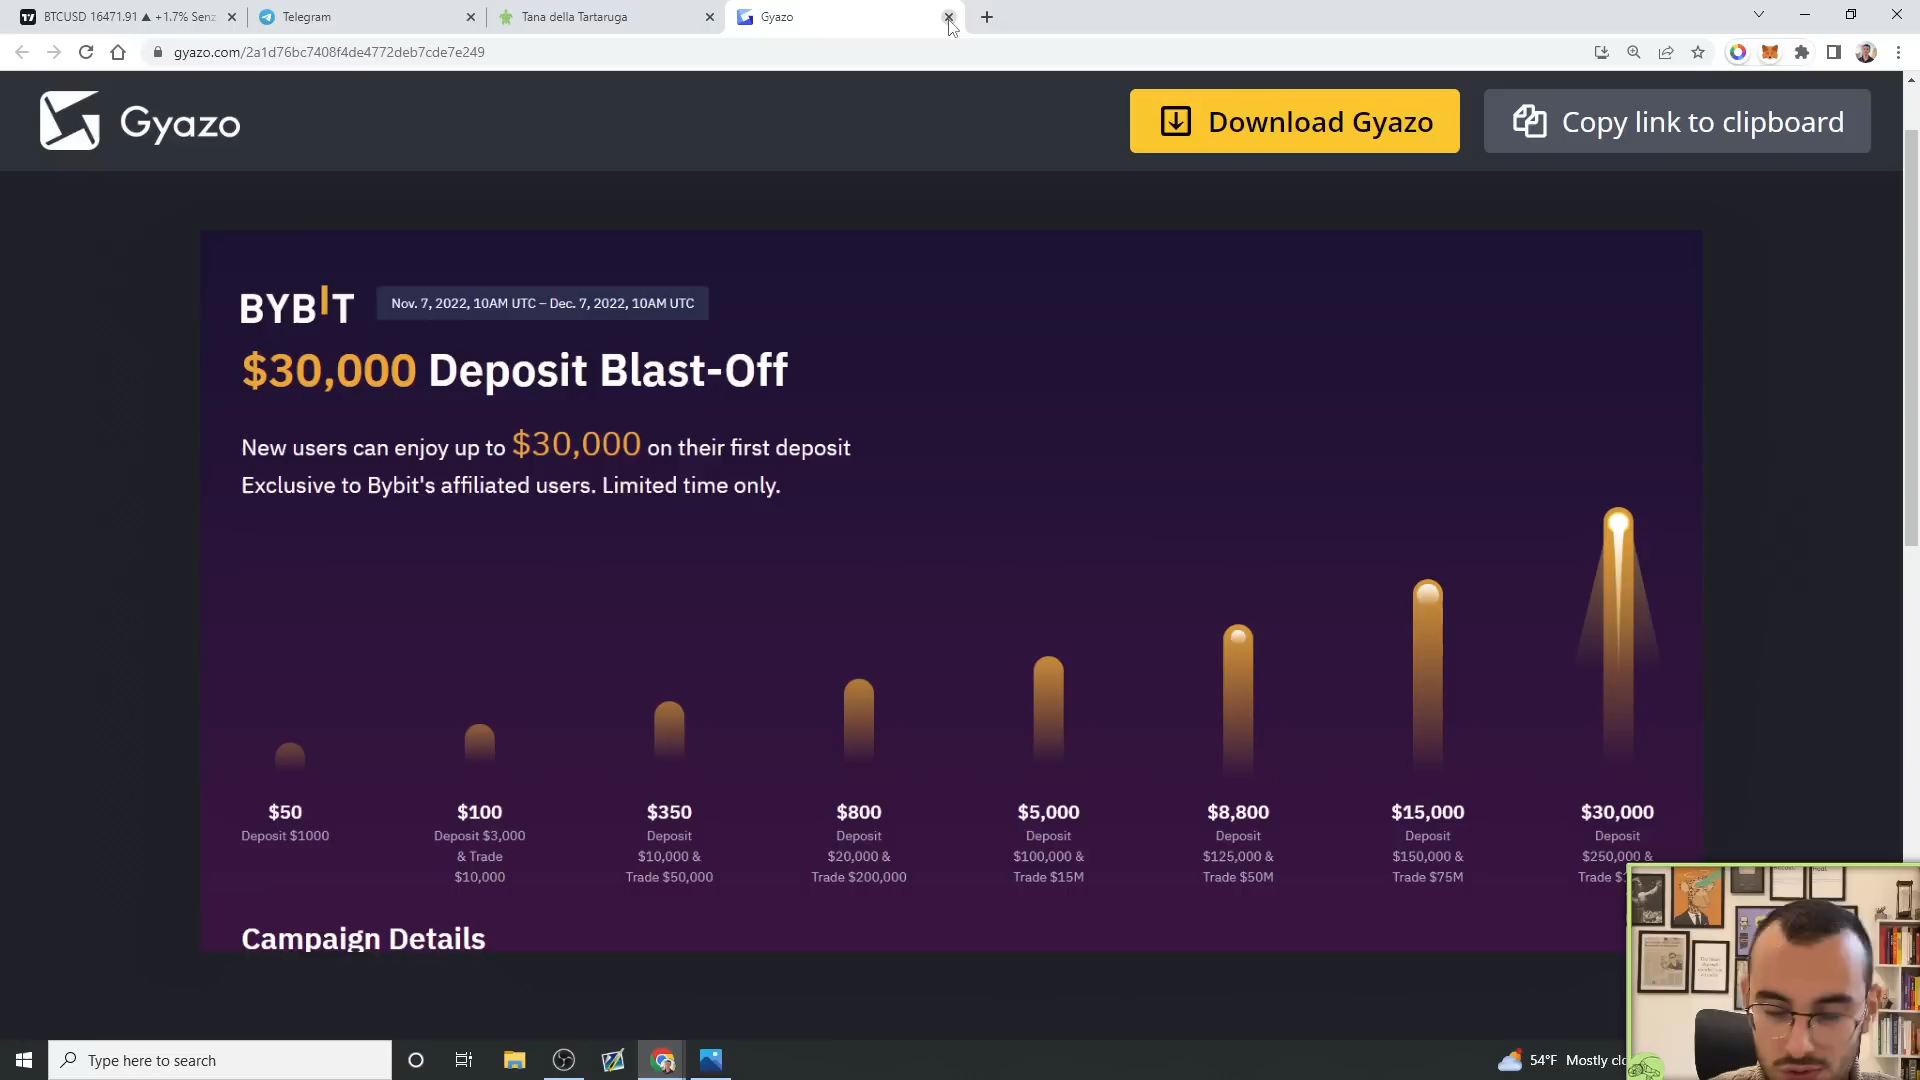 BTCUSD 16471.91 ▲ +1.7% Senz
Telegram
Tana della Tartaruga
Gyazo
gyazo.com/2a1d76bc7408f4de4772deb7cde7e249
Gyazo
Download Gyazo
Copy link to clipboard
BYBIT
Nov. 7, 2022, 10AM UTC – Dec. 7, 2022, 10AM UTC
$30,000 Deposit Blast-Off
New users can enjoy up to $30,000 on their first deposit
Exclusive to Bybit's affiliated users. Limited time only.
$50
Deposit $1000
$100
Deposit $3,000
& Trade
$10,000
$350
Deposit
$10,000 &
Trade $50,000
$800
Deposit
$20,000 &
Trade $200,000
$5,000
Deposit
$100,000 &
Trade $15M
$8,800
Deposit
$125,000 &
Trade $50M
$15,000
Deposit
$150,000 &
Trade $75M
$30,000
Deposit
$250,000 &
Trade
Campaign Details
Type here to search
54°F Mostly clo